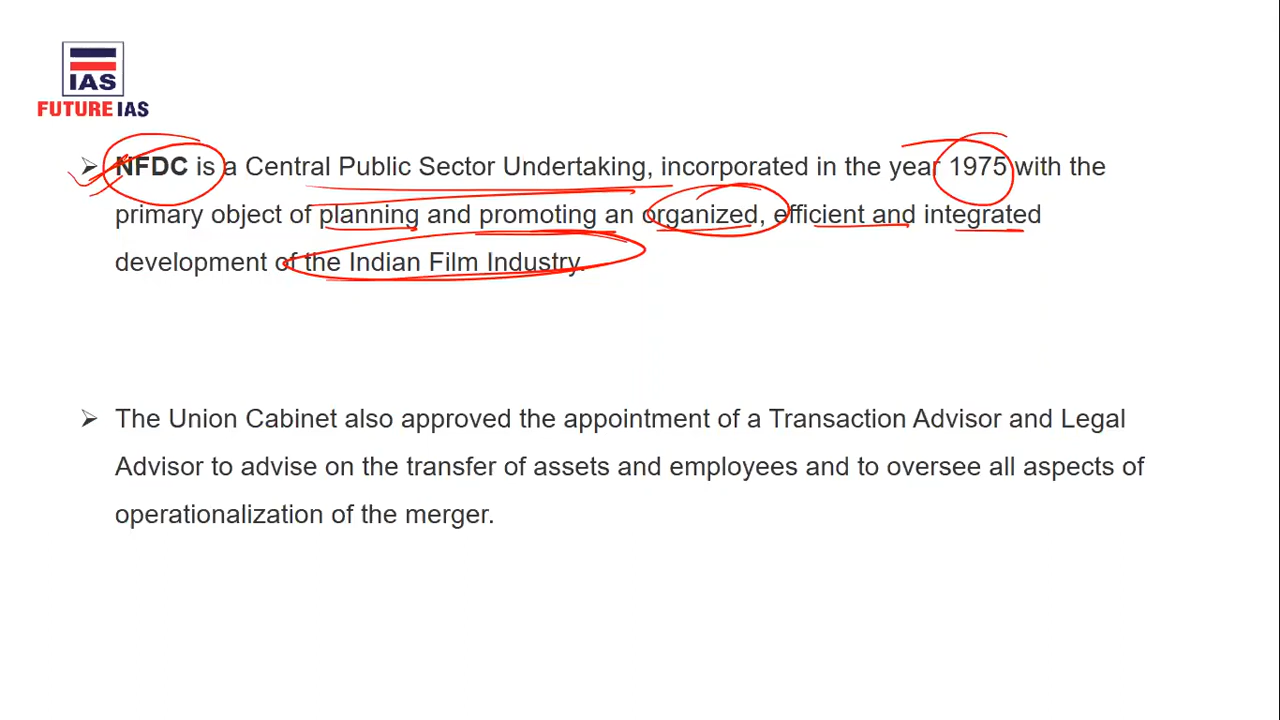 IAS
FUTURE IAS
NFDC is a Central Public Sector Undertaking, incorporated in the year 1975 with the
primary object of planning and promoting an organized, efficient and integrated
development of the Indian Film Industry.
The Union Cabinet also approved the appointment of a Transaction Advisor and Legal
Advisor to advise on the transfer of assets and employees and to oversee all aspects of
operationalization of the merger.